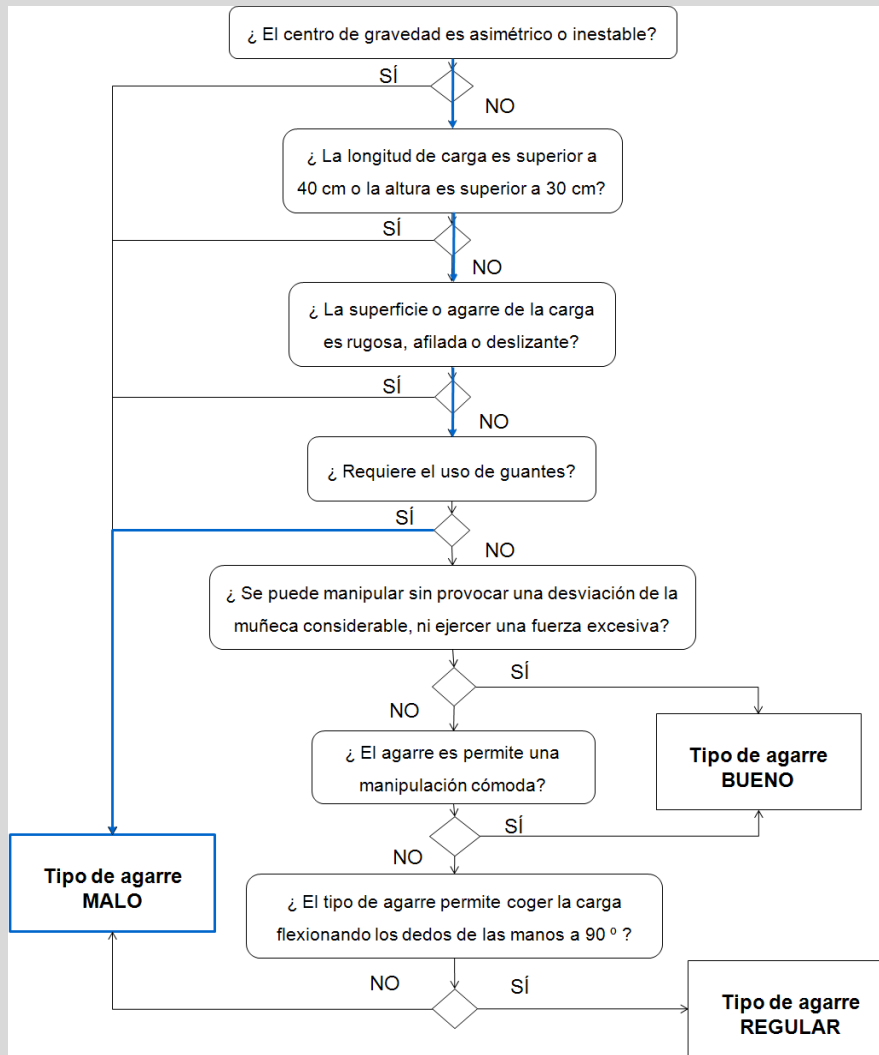 ¿ El centro de gravedad es asimétrico o inestable?
SÍ
NO
¿ La longitud de carga es superior a
40 cm o la altura es superior a 30 cm?
SÍ
NO
¿ La superficie o agarre de la carga
es rugosa, afilada o deslizante?
SÍ
NO
¿ Requiere el uso de guantes?
SÍ
NO
¿ Se puede manipular sin provocar una desviación de la
muñeca considerable, ni ejercer una fuerza excesiva?
SÍ
NO
¿ El agarre es permite una
manipulación cómoda?
Tipo de agarre
BUENO
SÍ
NO
Tipo de agarre
MALO
¿ El tipo de agarre permite coger la carga
flexionando los dedos de las manos a 90 º ?
NO
SÍ
Tipo de agarre
REGULAR